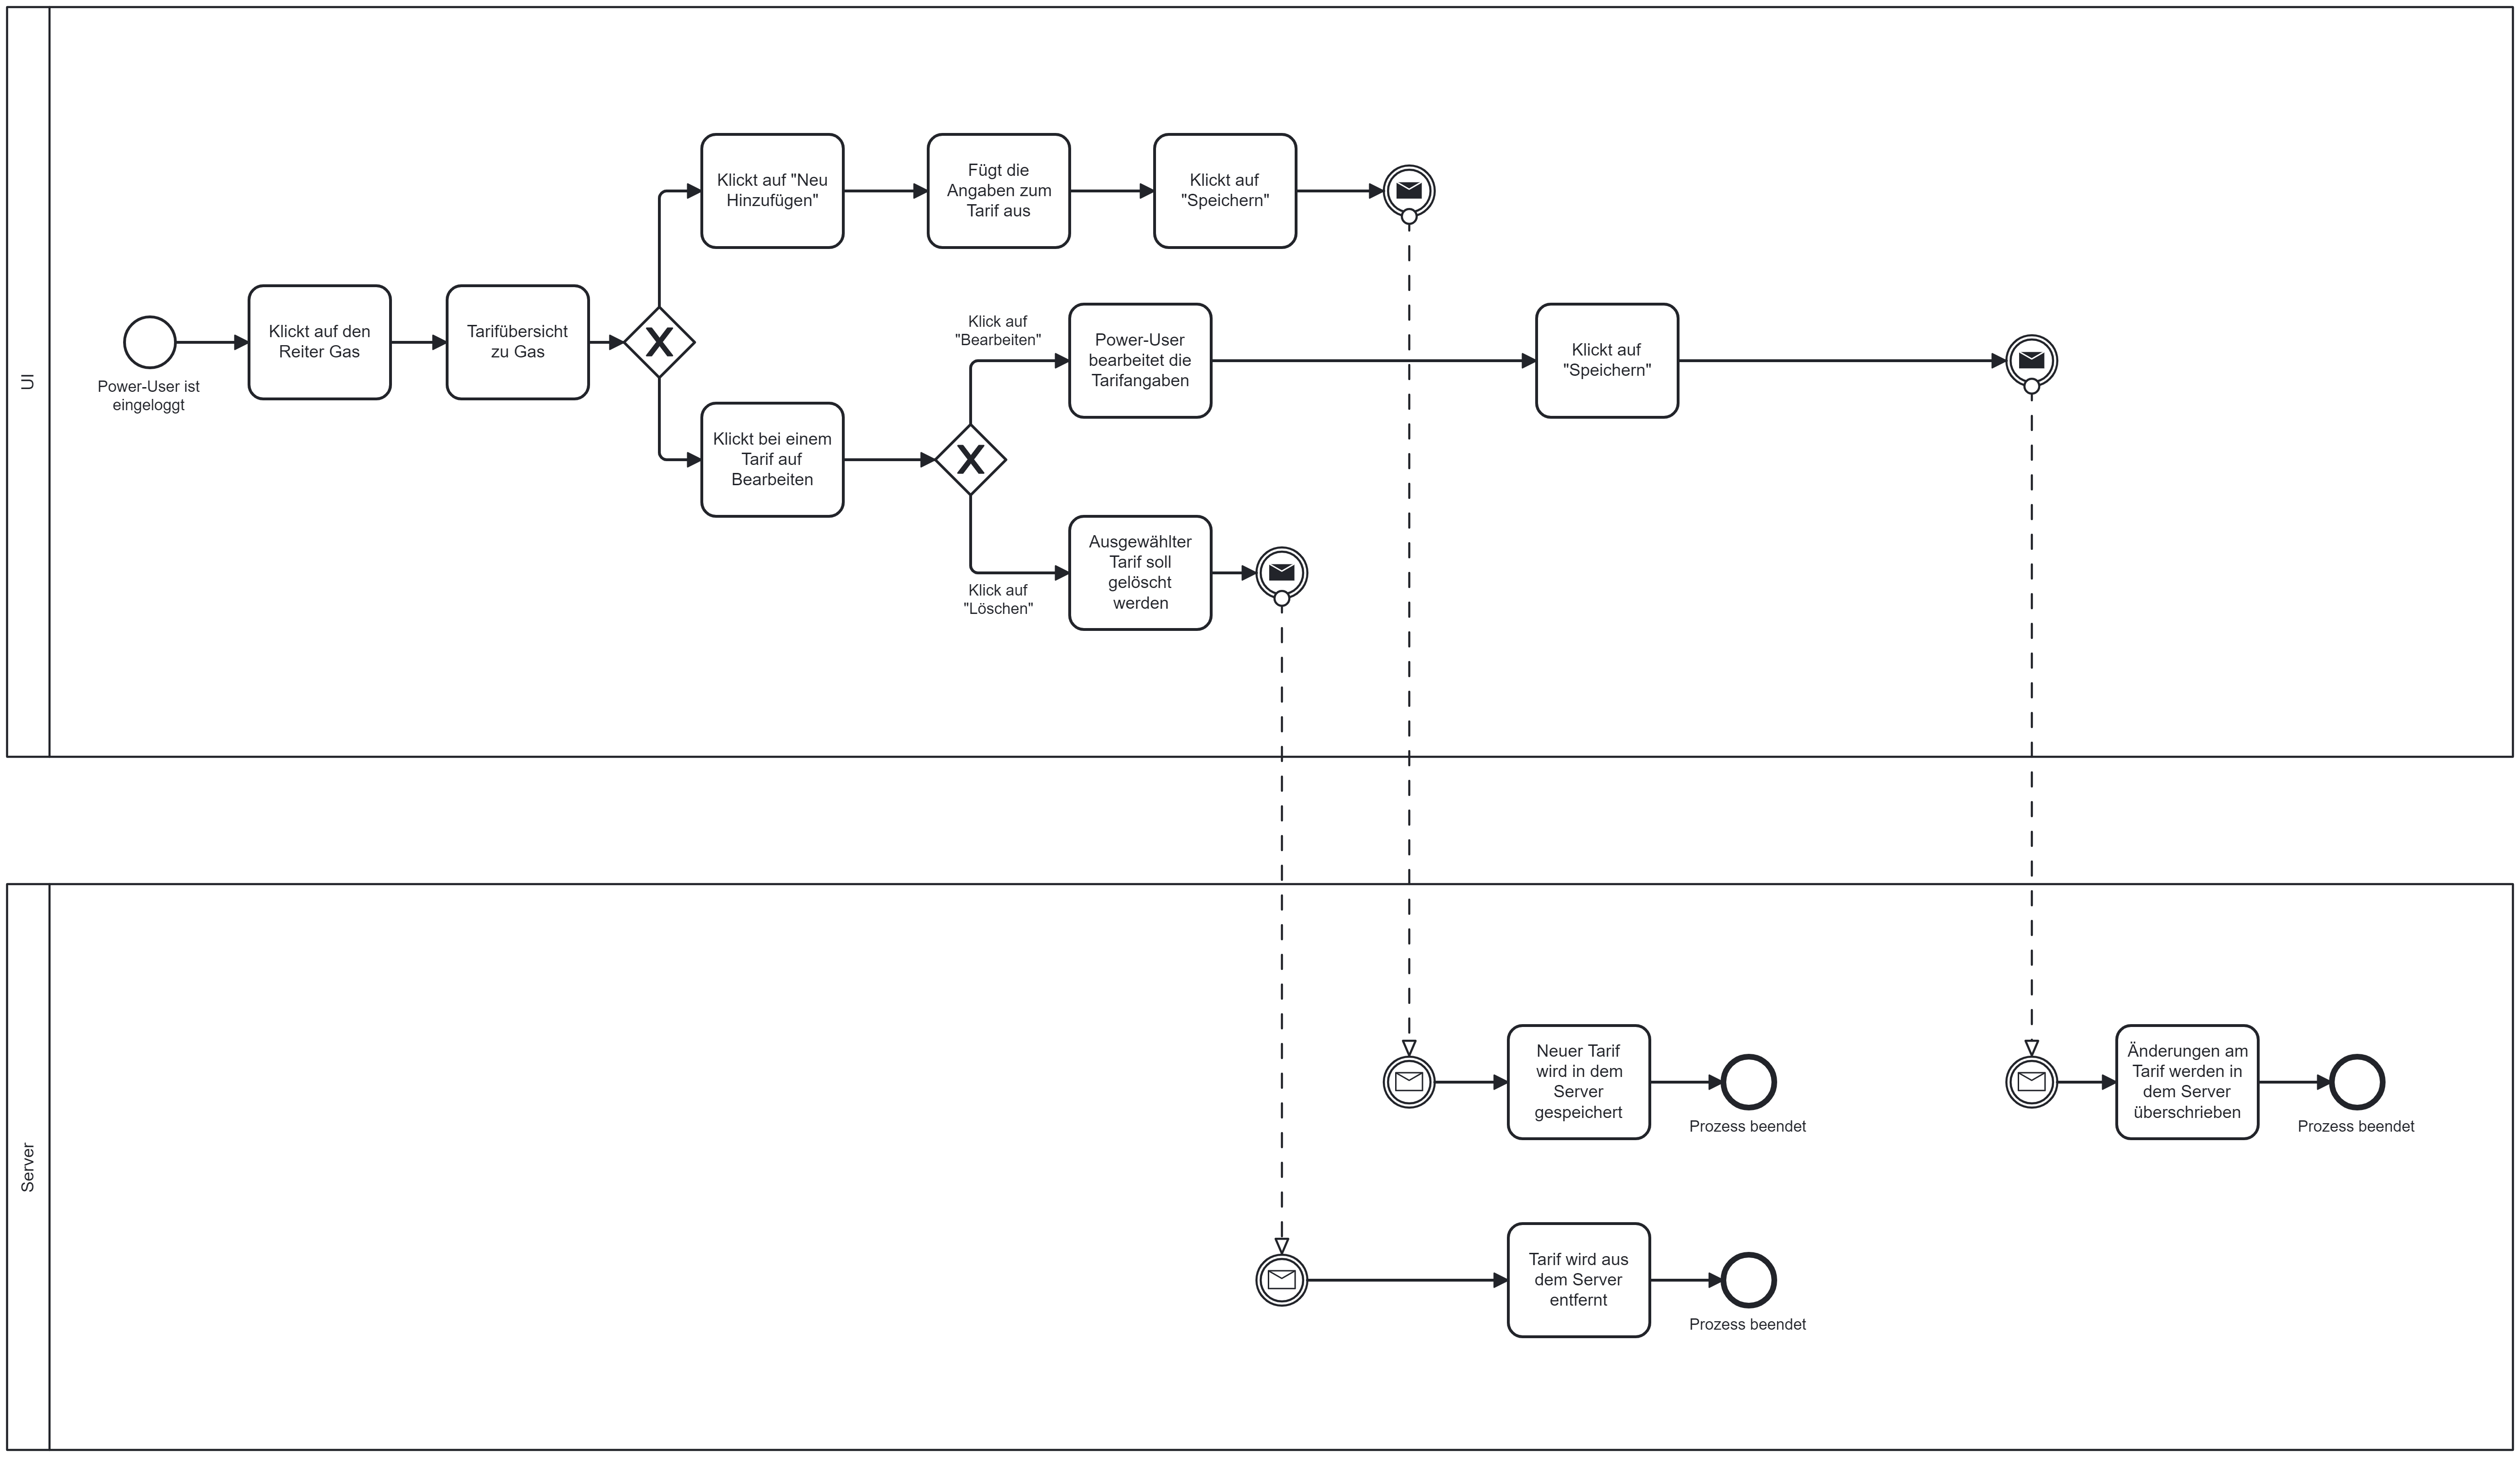 UI
Power-User ist
eingeloggt
Klickt auf den
Reiter Gas
Tarifübersicht
zu Gas
Klickt auf "Neu
Hinzufügen"
Fügt die
Angaben zum
Tarif aus
Klickt auf
"Speichern"
Klickt bei einem
Tarif auf
Bearbeiten
Klick auf
"Bearbeiten"
Power-User
bearbeitet die
Tarifangaben
Klickt auf
"Speichern"
Klick auf
"Löschen"
Ausgewählter
Tarif soll
gelöscht
werden
Server
Neuer Tarif
wird in dem
Server
gespeichert
Prozess beendet
Änderungen am
Tarif werden in
dem Server
überschrieben
Prozess beendet
Tarif wird aus
dem Server
entfernt
Prozess beendet